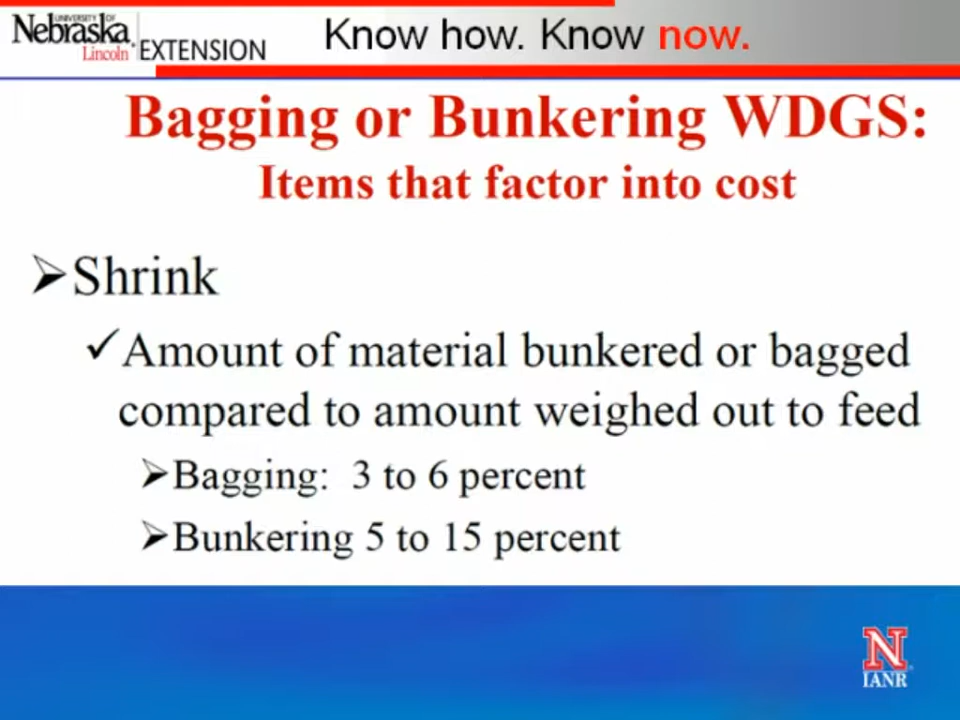 UNIVERSITY OF
Nebraska
Lincoln
EXTENSION
Know how. Know now.
Bagging or Bunkering WDGS:
Items that factor into cost
➢Shrink
✓Amount of material bunkered or bagged
compared to amount weighed out to feed
➢Bagging: 3 to 6 percent
➢Bunkering 5 to 15 percent
N
IANR